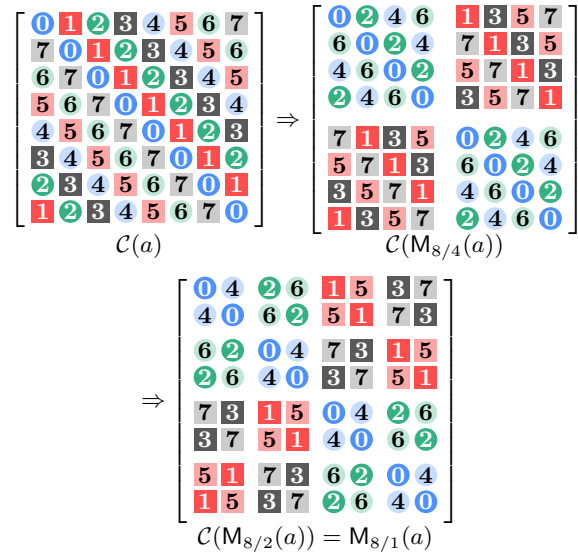 0 1 2 3 4 5 6 7
7 0 1 2 3 4 5 6
6 7 0 1 2 3 4 5
5 6 7 0 1 2 3 4
4 5 6 7 0 1 2 3
3 4 5 6 7 0 1 2
2 3 4 5 6 7 0 1
1 2 3 4 5 6 7 0
𝒞(a)
⇒
0 2 4 6 1 3 5 7
6 0 2 4 7 1 3 5
4 6 0 2 5 7 1 3
2 4 6 0 3 5 7 1
7 1 3 5 0 2 4 6
5 7 1 3 6 0 2 4
3 5 7 1 4 6 0 2
1 3 5 7 2 4 6 0
𝒞(M8/4(a))
⇒
0 4 2 6 1 5 3 7
4 0 6 2 5 1 7 3
6 2 0 4 7 3 1 5
2 6 4 0 3 7 5 1
7 3 1 5 0 4 2 6
3 7 5 1 4 0 6 2
5 1 7 3 6 2 0 4
1 5 3 7 2 6 4 0
𝒞(M8/2(a)) = M8/1(a)